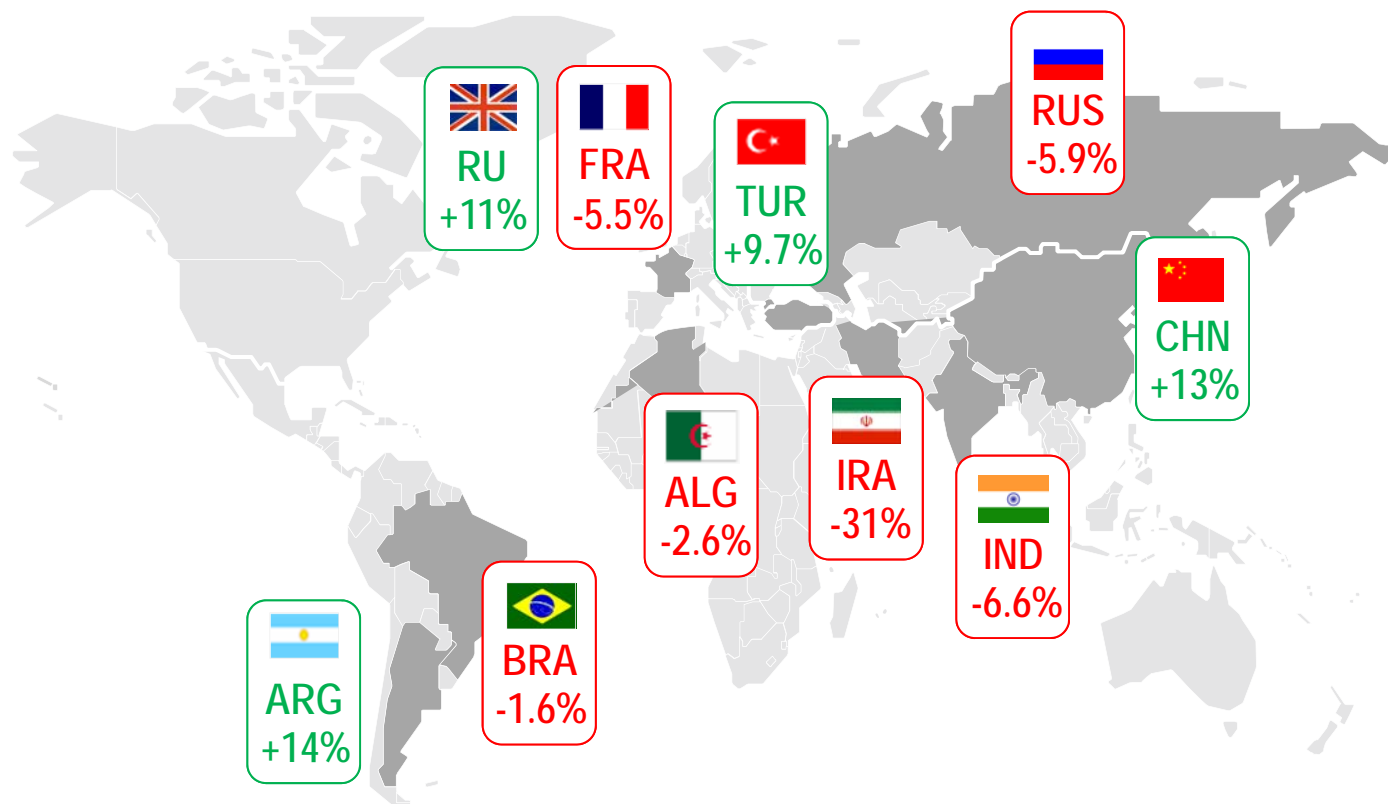 RUS
-5.9%
RU
+11%
FRA
-5.5%
TUR
+9.7%
CHN
+13%
ALG
-2.6%
IRA
-31%
IND
-6.6%
BRA
-1.6%
ARG
+14%